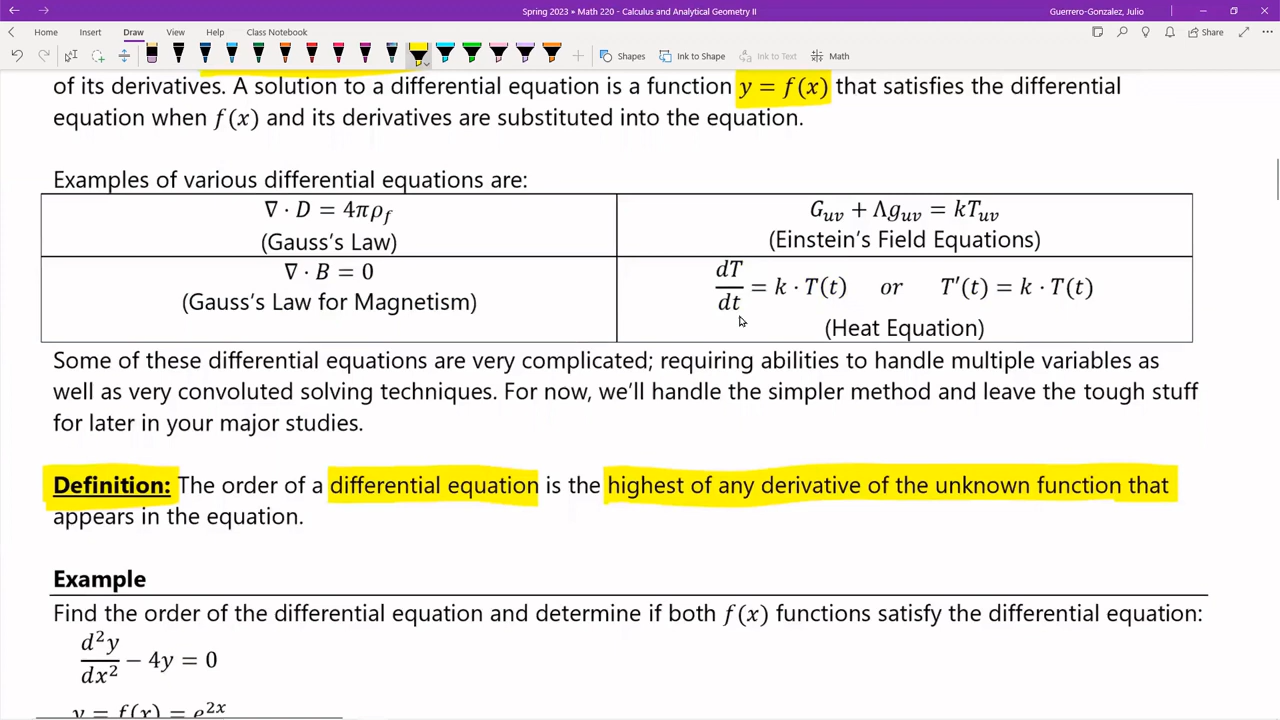 Spring 2023 » Math 220 - Calculus and Analytical Geometry II
Guerrero-Gonzalez, Julio
Home Insert Draw View Help Class Notebook
Share
Shapes Ink to Shape Ink to Text Math
of its derivatives. A solution to a differential equation is a function y = f(x) that satisfies the differential
equation when f(x) and its derivatives are substituted into the equation.
Examples of various differential equations are:
∇ · D = 4πρ_f
(Gauss's Law)
G_{uv} + Λg_{uv} = kT_{uv}
(Einstein's Field Equations)
∇ · B = 0
(Gauss's Law for Magnetism)
dT/dt = k · T(t) or T′(t) = k · T(t)
(Heat Equation)
Some of these differential equations are very complicated; requiring abilities to handle multiple variables as
well as very convoluted solving techniques. For now, we'll handle the simpler method and leave the tough stuff
for later in your major studies.
Definition: The order of a differential equation is the highest of any derivative of the unknown function that
appears in the equation.
Example
Find the order of the differential equation and determine if both f(x) functions satisfy the differential equation:
d²y/dx² − 4y = 0
y = f(x) = e^{2x}